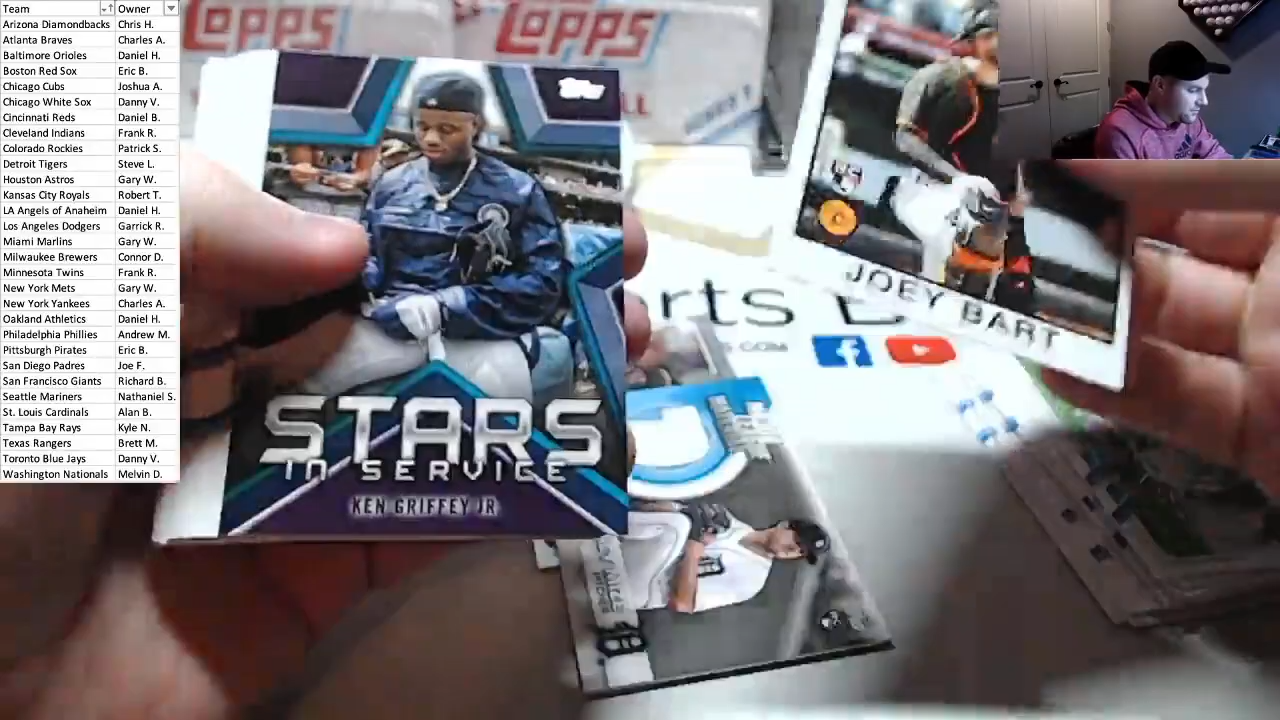 Team Owner
Arizona Diamondbacks Chris H.
Atlanta Braves Charles A.
Baltimore Orioles Daniel H.
Boston Red Sox Eric B.
Chicago Cubs Joshua A.
Chicago White Sox Danny V.
Cincinnati Reds Daniel B.
Cleveland Indians Frank R.
Colorado Rockies Patrick S.
Detroit Tigers Steve L.
Houston Astros Gary W.
Kansas City Royals Robert T.
LA Angels of Anaheim Daniel H.
Los Angeles Dodgers Garrick R.
Miami Marlins Gary W.
Milwaukee Brewers Connor D.
Minnesota Twins Frank R.
New York Mets Gary W.
New York Yankees Charles A.
Oakland Athletics Daniel H.
Philadelphia Phillies Andrew M.
Pittsburgh Pirates Eric B.
San Diego Padres Joe F.
San Francisco Giants Richard B.
Seattle Mariners Nathaniel S.
St. Louis Cardinals Alan B.
Tampa Bay Rays Kyle N.
Texas Rangers Brett M.
Toronto Blue Jays Danny V.
Washington Nationals Melvin D.
Topps Topps
STARS
IN SERVICE
KEN GRIFFEY JR.
JOEY BART